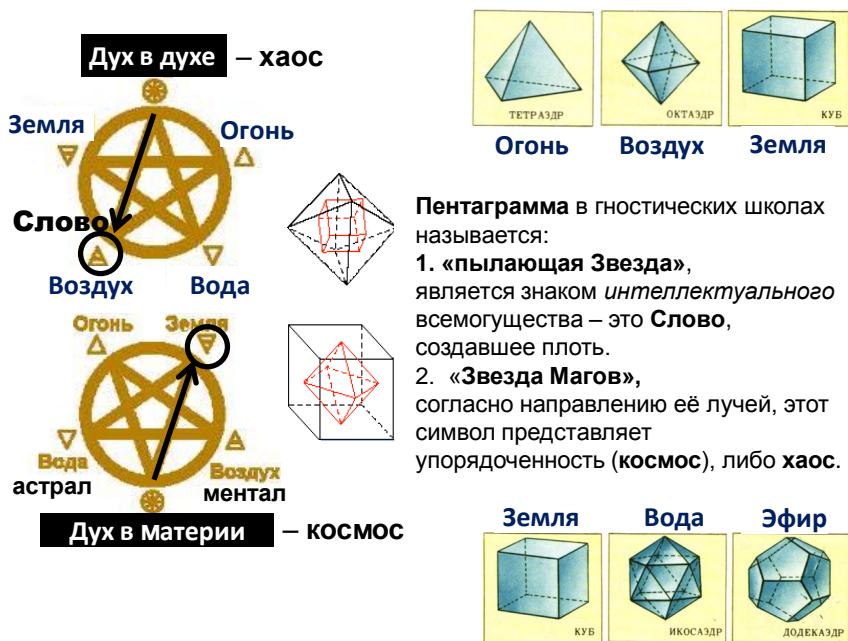 Дух в духе – хаос
Земля
Огонь
Слово
Воздух
Вода
Огонь
Земля
Вода
астрал
Воздух
ментал
Дух в Материи – космос
ТЕТРАЭДР
ОКТАЭДР
КУБ
Огонь
Воздух
Земля
Пентаграмма в гностических школах
называется:
1. «пылающая Звезда»,
является знаком интеллектуального
всемогущества – это Слово,
создавшее плоть.
2. «Звезда Магов»,
согласно направлению её лучей, этот
символ представляет
упорядоченность (космос), либо хаос.
Земля
Вода
Эфир
КУБ
ИКОСАЭДР
ДОДЕКАЭДР